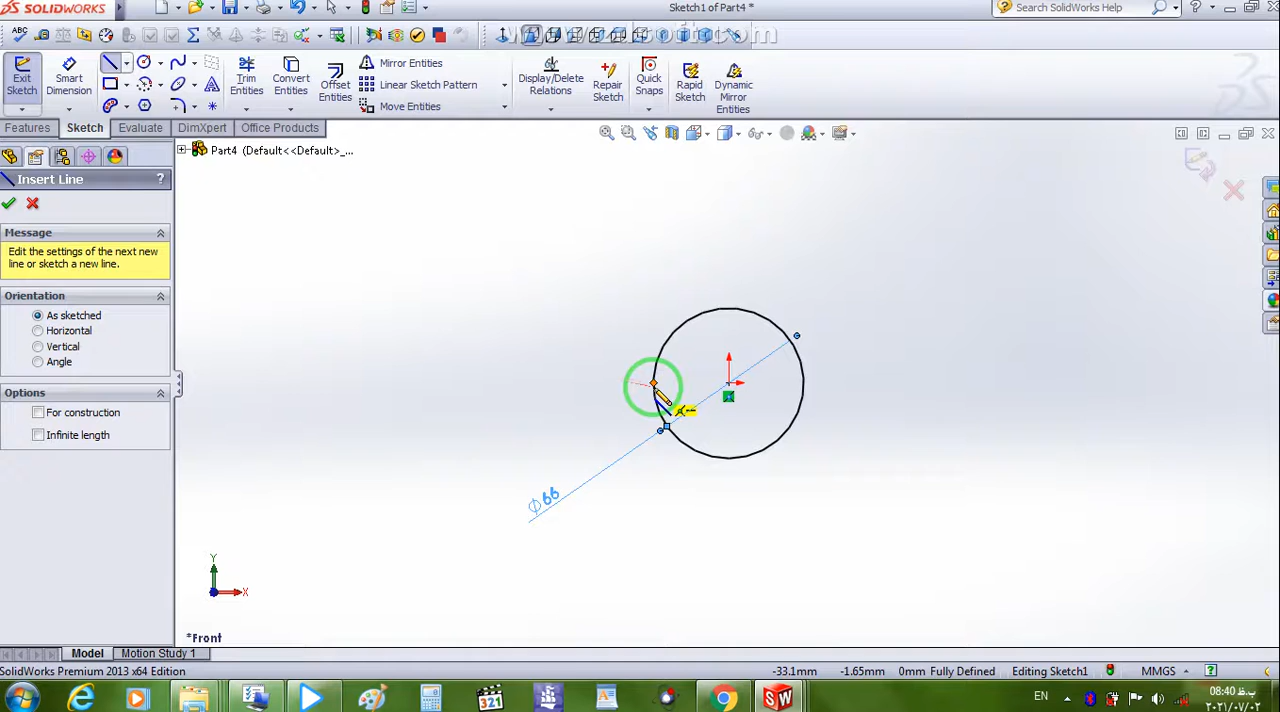 SOLIDWORKS
Sketch1 of Part4 *
Search SolidWorks Help
Exit Sketch
Smart Dimension
Trim Entities
Convert Entities
Offset Entities
Mirror Entities
Linear Sketch Pattern
Move Entities
Display/Delete Relations
Repair Sketch
Quick Snaps
Rapid Sketch
Dynamic Mirror Entities
Features
Sketch
Evaluate
DimXpert
Office Products
Part4 (Default<<Default>_...
Insert Line
?
Message
Edit the settings of the next new
line or sketch a new line.
Orientation
As sketched
Horizontal
Vertical
Angle
Options
For construction
Infinite length
Φ66
Y
X
*Front
Model
Motion Study 1
SolidWorks Premium 2013 x64 Edition
-33.1mm
-1.65mm
0mm Fully Defined
Editing Sketch1
MMGS
?
321
EN
08:40 ب.ظ
۲۰۲۱/۰۷/۰۲